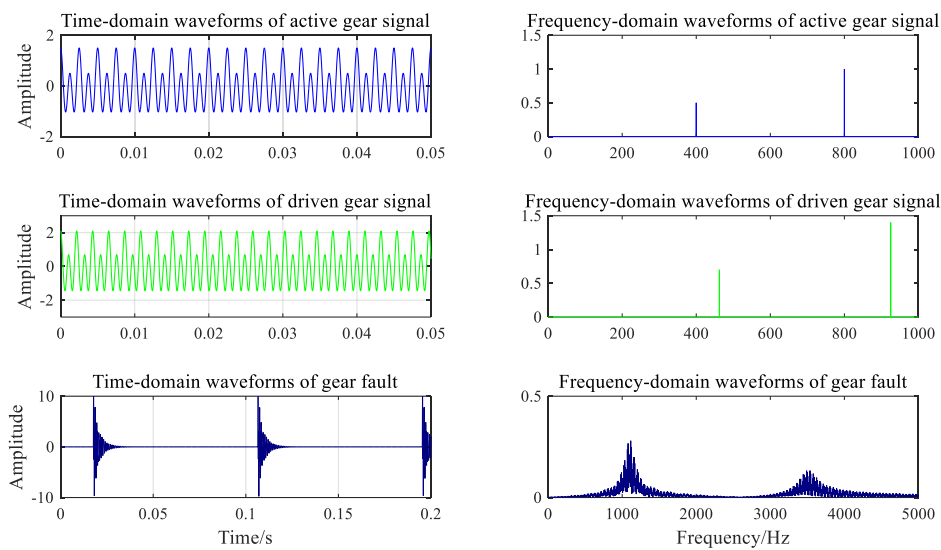 Time-domain waveforms of active gear signal
Amplitude
2
0
-2
0 0.01 0.02 0.03 0.04 0.05
Frequency-domain waveforms of active gear signal
1.5
1
0.5
0
0 200 400 600 800 1000
Time-domain waveforms of driven gear signal
Amplitude
2
0
-2
0 0.01 0.02 0.03 0.04 0.05
Frequency-domain waveforms of driven gear signal
1.5
1
0.5
0
0 200 400 600 800 1000
Time-domain waveforms of gear fault
Amplitude
10
0
-10
0 0.05 0.1 0.15 0.2
Time/s
Frequency-domain waveforms of gear fault
0.5
0
0 1000 2000 3000 4000 5000
Frequency/Hz